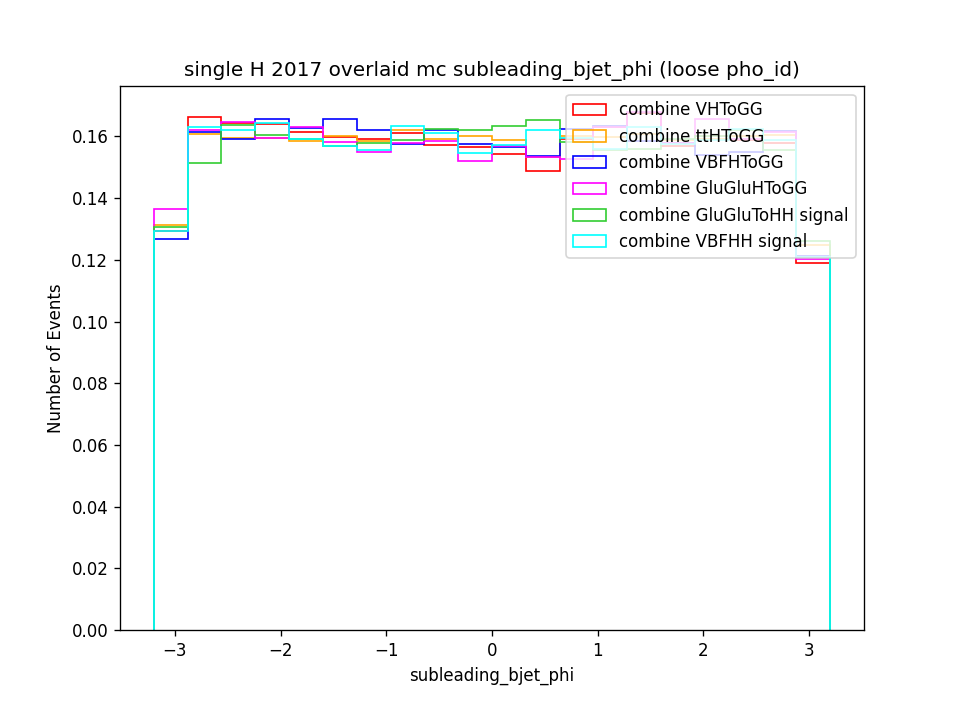 single H 2017 overlaid mc subleading_bjet_phi (loose pho_id)
combine VHToGG
combine ttHToGG
combine VBFHToGG
combine GluGluHToGG
combine GluGluToHH signal
combine VBFHH signal
0.16
0.14
0.12
0.10
0.08
0.06
0.04
0.02
0.00
Number of Events
−3
−2
−1
0
1
2
3
subleading_bjet_phi